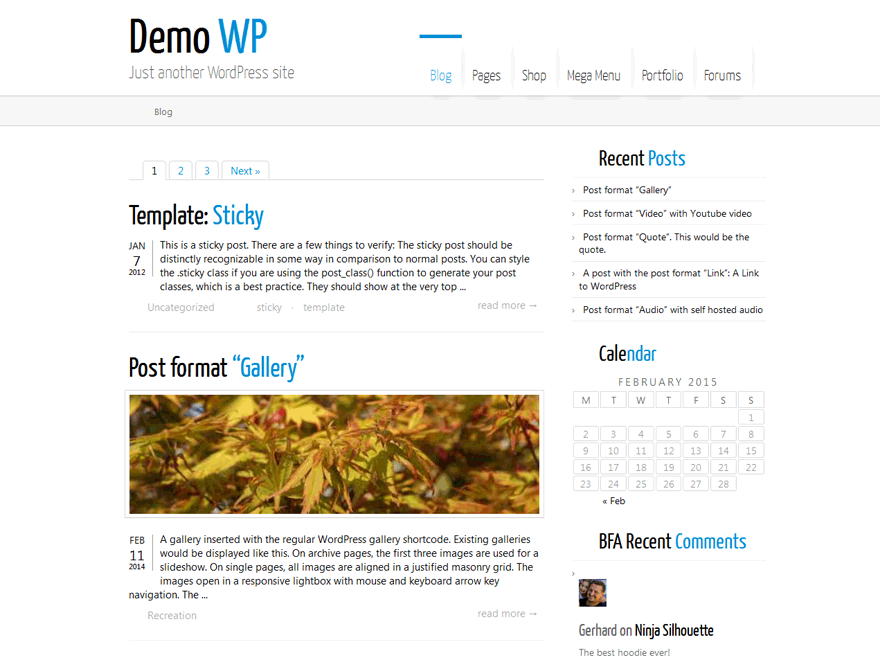 Demo WP
Just another WordPress site
Blog Pages Shop Mega Menu Portfolio Forums
Blog
1 2 3 Next »
Template: Sticky
JAN
7
2012
This is a sticky post. There are a few things to verify: The sticky post should be
distinctly recognizable in some way in comparison to normal posts. You can style
the .sticky class if you are using the post_class() function to generate your post
classes, which is a best practice. They should show at the very top ...
Uncategorized sticky · template read more →
Post format “Gallery”
FEB
11
2014
A gallery inserted with the regular WordPress gallery shortcode. Existing galleries
would be displayed like this. On archive pages, the first three images are used for a
slideshow. On single pages, all images are aligned in a justified masonry grid. The
images open in a responsive lightbox with mouse and keyboard arrow key
navigation. The ...
Recreation read more →
Recent Posts
› Post format “Gallery”
› Post format “Video” with Youtube video
› Post format “Quote”. This would be the
quote.
› A post with the post format “Link”: A Link
to WordPress
› Post format “Audio” with self hosted audio
Calendar
FEBRUARY 2015
M T W T F S S
1
2 3 4 5 6 7 8
9 10 11 12 13 14 15
16 17 18 19 20 21 22
23 24 25 26 27 28
« Feb
BFA Recent Comments
›
Gerhard on Ninja Silhouette
The best hoodie ever!